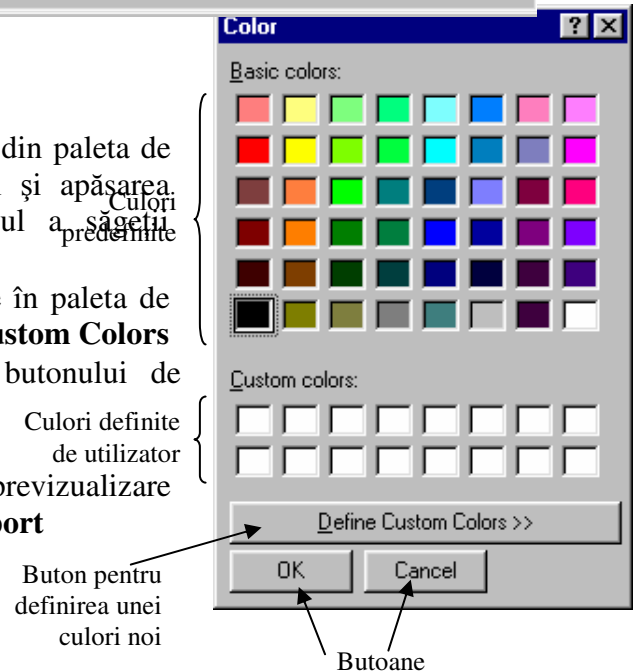 Color
Basic colors:
din paleta de
și apăsarea
Culori
ul a săgeții
predefinite
e în paleta de
ustom Colors
butonului de
Custom colors:
Culori definite
de utilizator
previzualizare
port
Define Custom Colors >>
OK Cancel
Buton pentru
definirea unei
culori noi
Butoane